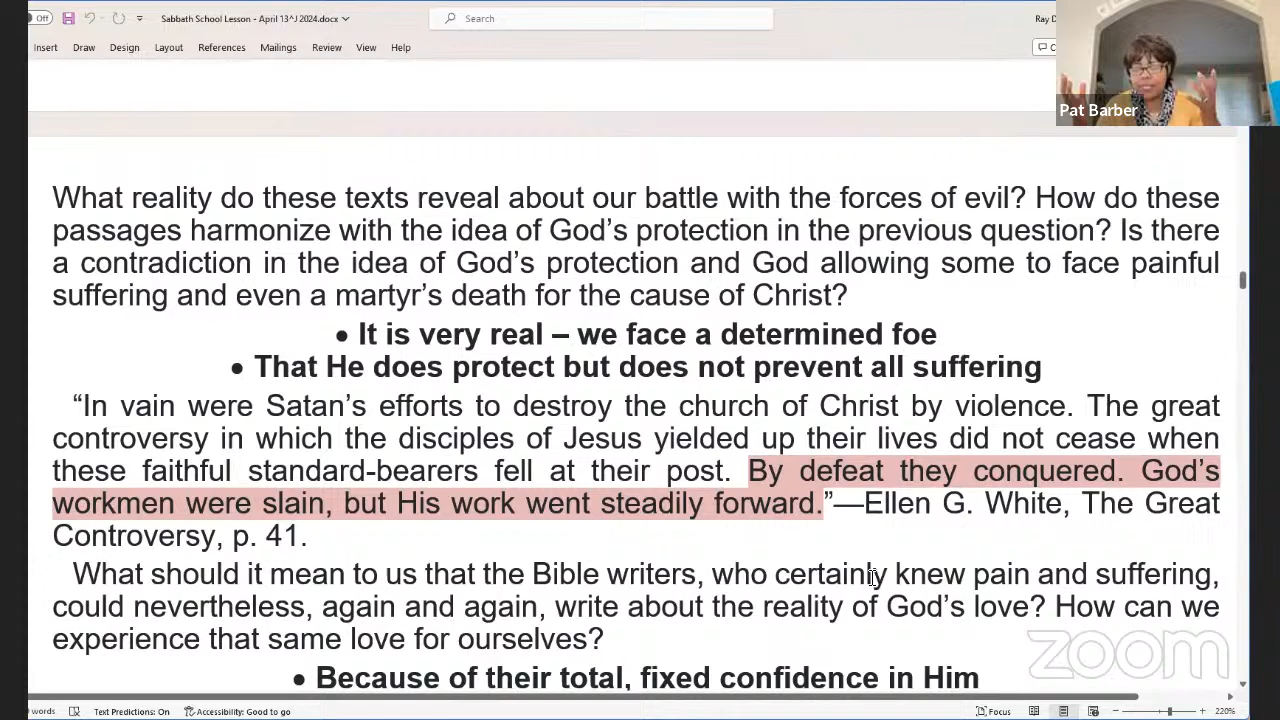 Off
Sabbath School Lesson - April 13^J 2024.docx
Search
Ray D
Insert Draw Design Layout References Mailings Review View Help
C
Pat Barber
What reality do these texts reveal about our battle with the forces of evil? How do these
passages harmonize with the idea of God’s protection in the previous question? Is there
a contradiction in the idea of God’s protection and God allowing some to face painful
suffering and even a martyr’s death for the cause of Christ?
• It is very real – we face a determined foe
• That He does protect but does not prevent all suffering
“In vain were Satan’s efforts to destroy the church of Christ by violence. The great
controversy in which the disciples of Jesus yielded up their lives did not cease when
these faithful standard-bearers fell at their post. By defeat they conquered. God’s
workmen were slain, but His work went steadily forward.”—Ellen G. White, The Great
Controversy, p. 41.
What should it mean to us that the Bible writers, who certainly knew pain and suffering,
could nevertheless, again and again, write about the reality of God’s love? How can we
experience that same love for ourselves?
zoom
• Because of their total, fixed confidence in Him
words Text Predictions: On Accessibility: Good to go Focus 220%